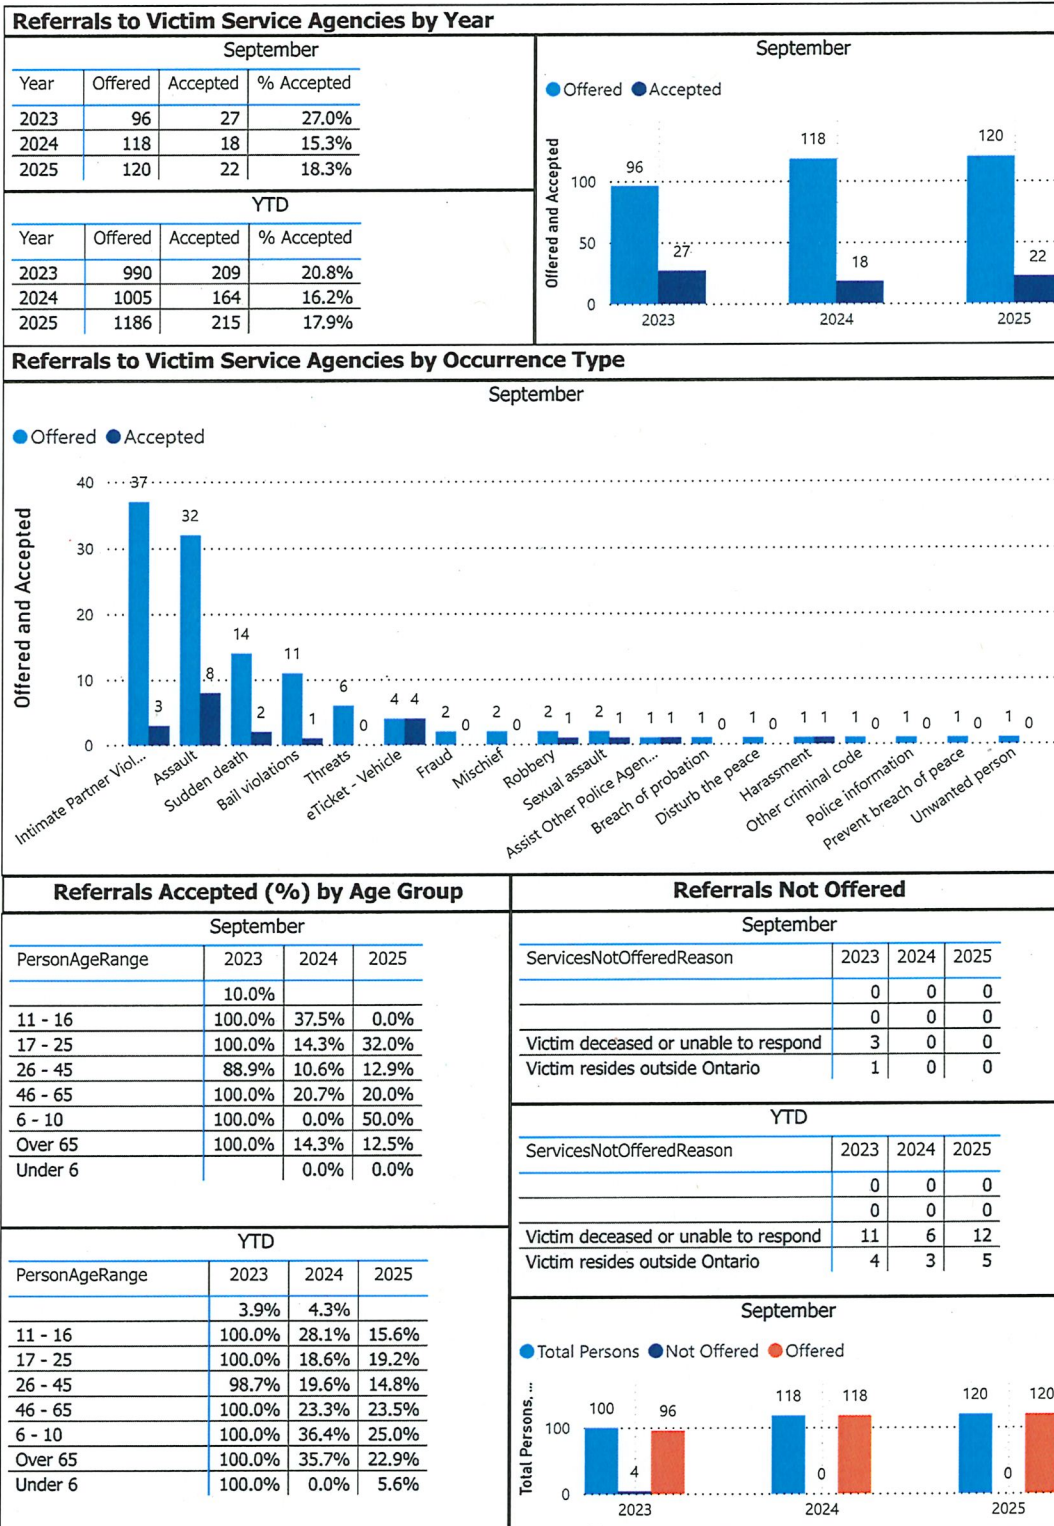 Referrals to Victim Service Agencies by Year
September
Year Offered Accepted % Accepted
2023 96 27 27.0%
2024 118 18 15.3%
2025 120 22 18.3%
YTD
Year Offered Accepted % Accepted
2023 990 209 20.8%
2024 1005 164 16.2%
2025 1186 215 17.9%
September
Offered Accepted
Offered and Accepted
100
50
0
96 27 118 18 120 22
2023 2024 2025
Referrals to Victim Service Agencies by Occurrence Type
September
Offered Accepted
Offered and Accepted
40
30
20
10
0
37 3 32 8 14 2 11 1 6 0 4 4 2 0 2 0 2 1 2 1 1 1 1 0 1 0 1 1 1 0 1 0 1 0 1 0
Intimate Partner Viol...
Assault
Sudden death
Bail violations
Threats
eTicket - Vehicle
Fraud
Mischief
Robbery
Sexual assault
Assist Other Police Agen...
Breach of probation
Disturb the peace
Harassment
Other criminal code
Police information
Prevent breach of peace
Unwanted person
Referrals Accepted (%) by Age Group
September
PersonAgeRange 2023 2024 2025
10.0%
11 - 16 100.0% 37.5% 0.0%
17 - 25 100.0% 14.3% 32.0%
26 - 45 88.9% 10.6% 12.9%
46 - 65 100.0% 20.7% 20.0%
6 - 10 100.0% 0.0% 50.0%
Over 65 100.0% 14.3% 12.5%
Under 6 0.0% 0.0%
YTD
PersonAgeRange 2023 2024 2025
3.9% 4.3%
11 - 16 100.0% 28.1% 15.6%
17 - 25 100.0% 18.6% 19.2%
26 - 45 98.7% 19.6% 14.8%
46 - 65 100.0% 23.3% 23.5%
6 - 10 100.0% 36.4% 25.0%
Over 65 100.0% 35.7% 22.9%
Under 6 100.0% 0.0% 5.6%
Referrals Not Offered
September
ServicesNotOfferedReason 2023 2024 2025
0 0 0
0 0 0
Victim deceased or unable to respond 3 0 0
Victim resides outside Ontario 1 0 0
YTD
ServicesNotOfferedReason 2023 2024 2025
0 0 0
0 0 0
Victim deceased or unable to respond 11 6 12
Victim resides outside Ontario 4 3 5
September
Total Persons Not Offered Offered
Total Persons, ...
100
0
100 4 96 118 0 118 120 0 120
2023 2024 2025